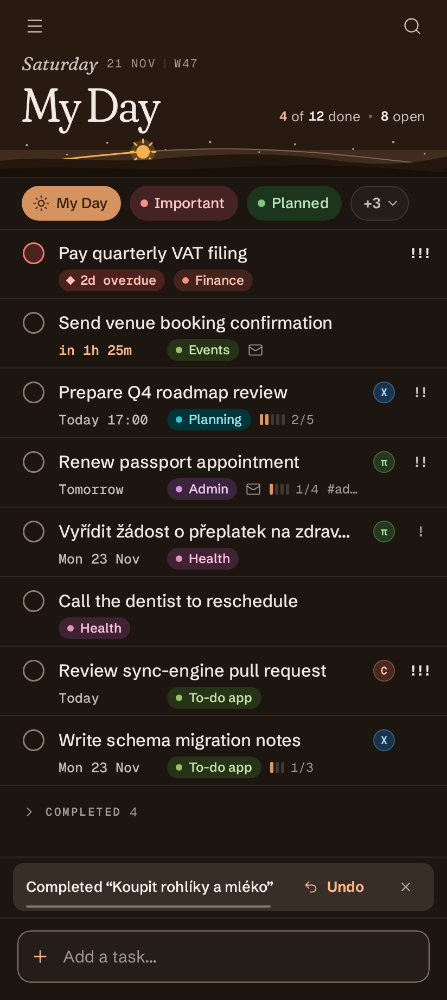 Saturday 21 NOV | W47
My Day
4 of 12 done • 8 open
My Day Important Planned +3
Pay quarterly VAT filing !!!
2d overdue Finance
Send venue booking confirmation
in 1h 25m Events
Prepare Q4 roadmap review X !!
Today 17:00 Planning 2/5
Renew passport appointment π !!
Tomorrow Admin 1/4 #ad…
Vyřídit žádost o přeplatek na zdrav… π !
Mon 23 Nov Health
Call the dentist to reschedule
Health
Review sync-engine pull request C !!!
Today To-do app
Write schema migration notes X
Mon 23 Nov To-do app 1/3
COMPLETED 4
Completed “Koupit rohlíky a mléko” Undo
Add a task…